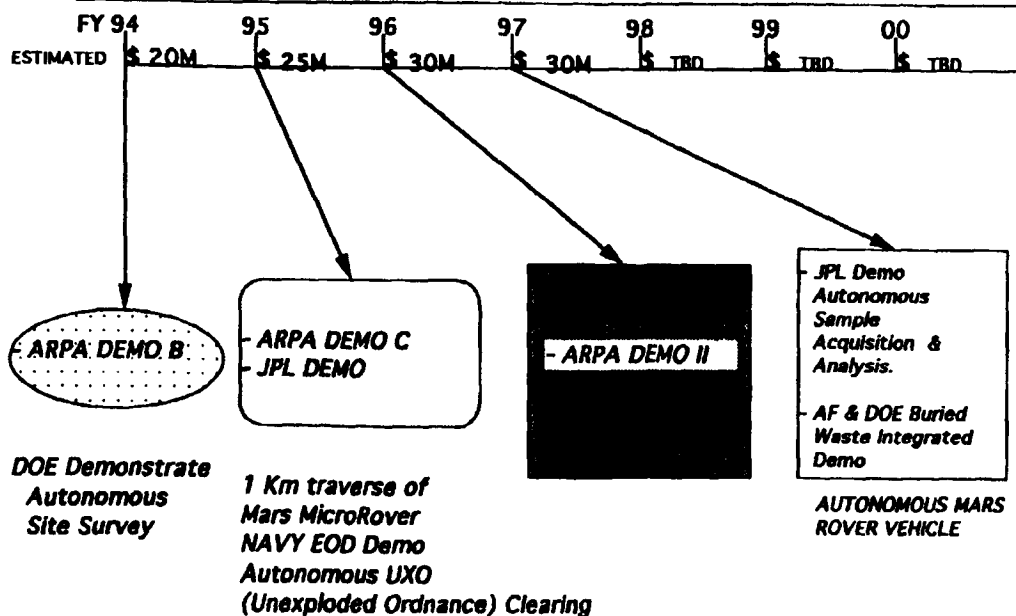 FY 94 95 96 97 98 99 00
ESTIMATED $ 20M $ 25M $ 30M $ 30M $ TBD $ TBD $ TBD
- ARPA DEMO B
DOE Demonstrate
Autonomous
Site Survey
- ARPA DEMO C
- JPL DEMO
1 Km traverse of
Mars MicroRover
NAVY EOD Demo
Autonomous UXO
(Unexploded Ordnance) Clearing
- ARPA DEMO II
- JPL Demo
Autonomous
Sample
Acquisition &
Analysis.
- AF & DOE Buried
Waste Integrated
Demo
AUTONOMOUS MARS
ROVER VEHICLE